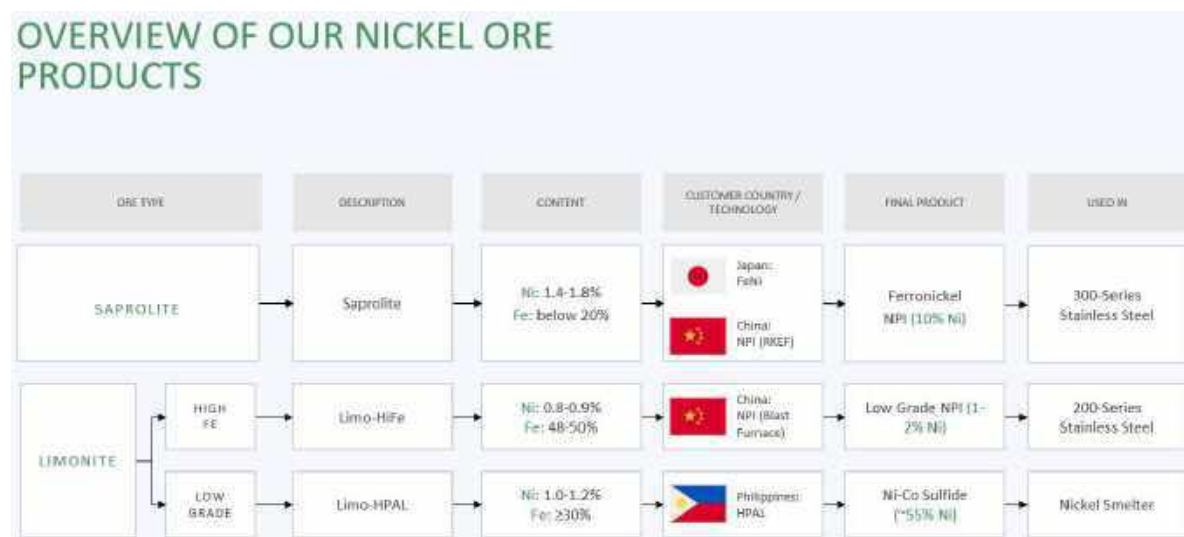 OVERVIEW OF OUR NICKEL ORE
PRODUCTS
ORE TYPE
DESCRIPTION
CONTENT
CUSTOMER COUNTRY /
TECHNOLOGY
FINAL PRODUCT
USED IN
SAPROLITE
Saprolite
Ni: 1.4-1.8%
Fe: below 20%
Japan:
FeNi
China:
NPI (RKEF)
Ferronickel
NPI (10% Ni)
300-Series
Stainless Steel
LIMONITE
HIGH
FE
Limo-HiFe
Ni: 0.8-0.9%
Fe: 48-50%
China:
NPI (Blast
Furnace)
Low Grade NPI (1-
2% Ni)
200-Series
Stainless Steel
LOW
GRADE
Limo-HPAL
Ni: 1.0-1.2%
Fe: ≥30%
Philippines:
HPAL
Ni-Co Sulfide
(~55% Ni)
Nickel Smelter